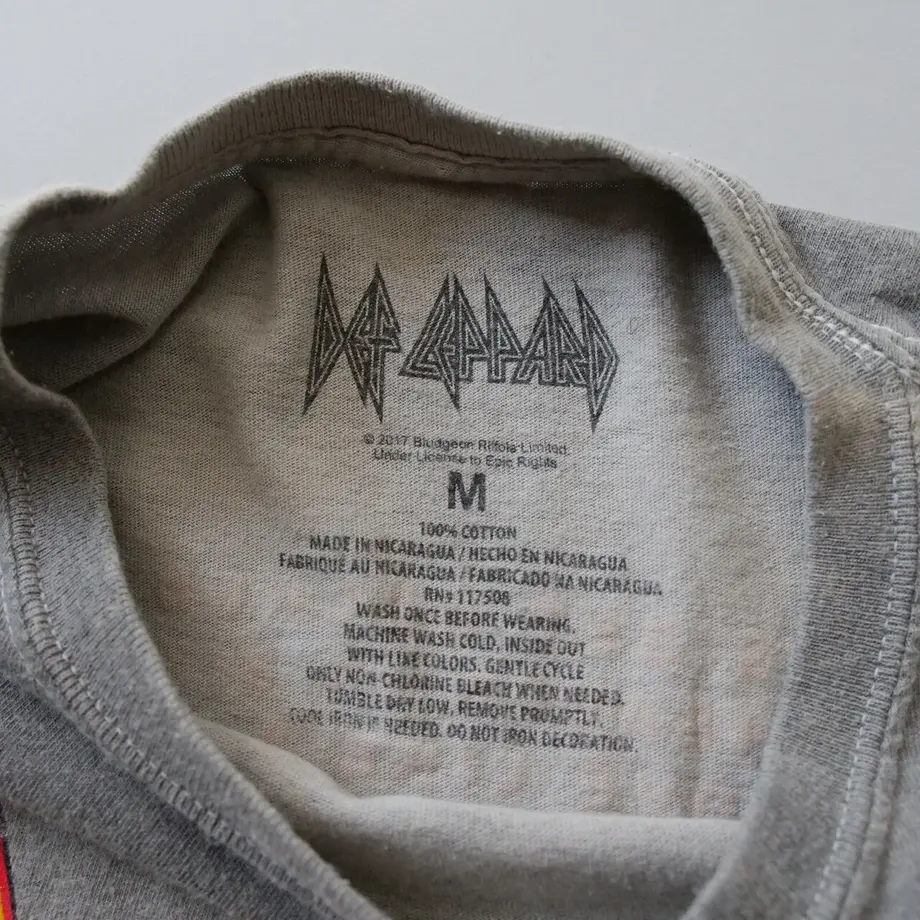 DEF LEPPARD
© 2017 Bludgeon Riffola Limited
Under License to Epic Rights
M
100% COTTON
MADE IN NICARAGUA / HECHO EN NICARAGUA
FABRIQUE AU NICARAGUA / FABRICADO NA NICARAGUA
RN# 117508
WASH ONCE BEFORE WEARING.
MACHINE WASH COLD, INSIDE OUT
WITH LIKE COLORS. GENTLE CYCLE
ONLY NON-CHLORINE BLEACH WHEN NEEDED.
TUMBLE DRY LOW. REMOVE PROMPTLY.
COOL IRON IF NEEDED. DO NOT IRON DECORATION.